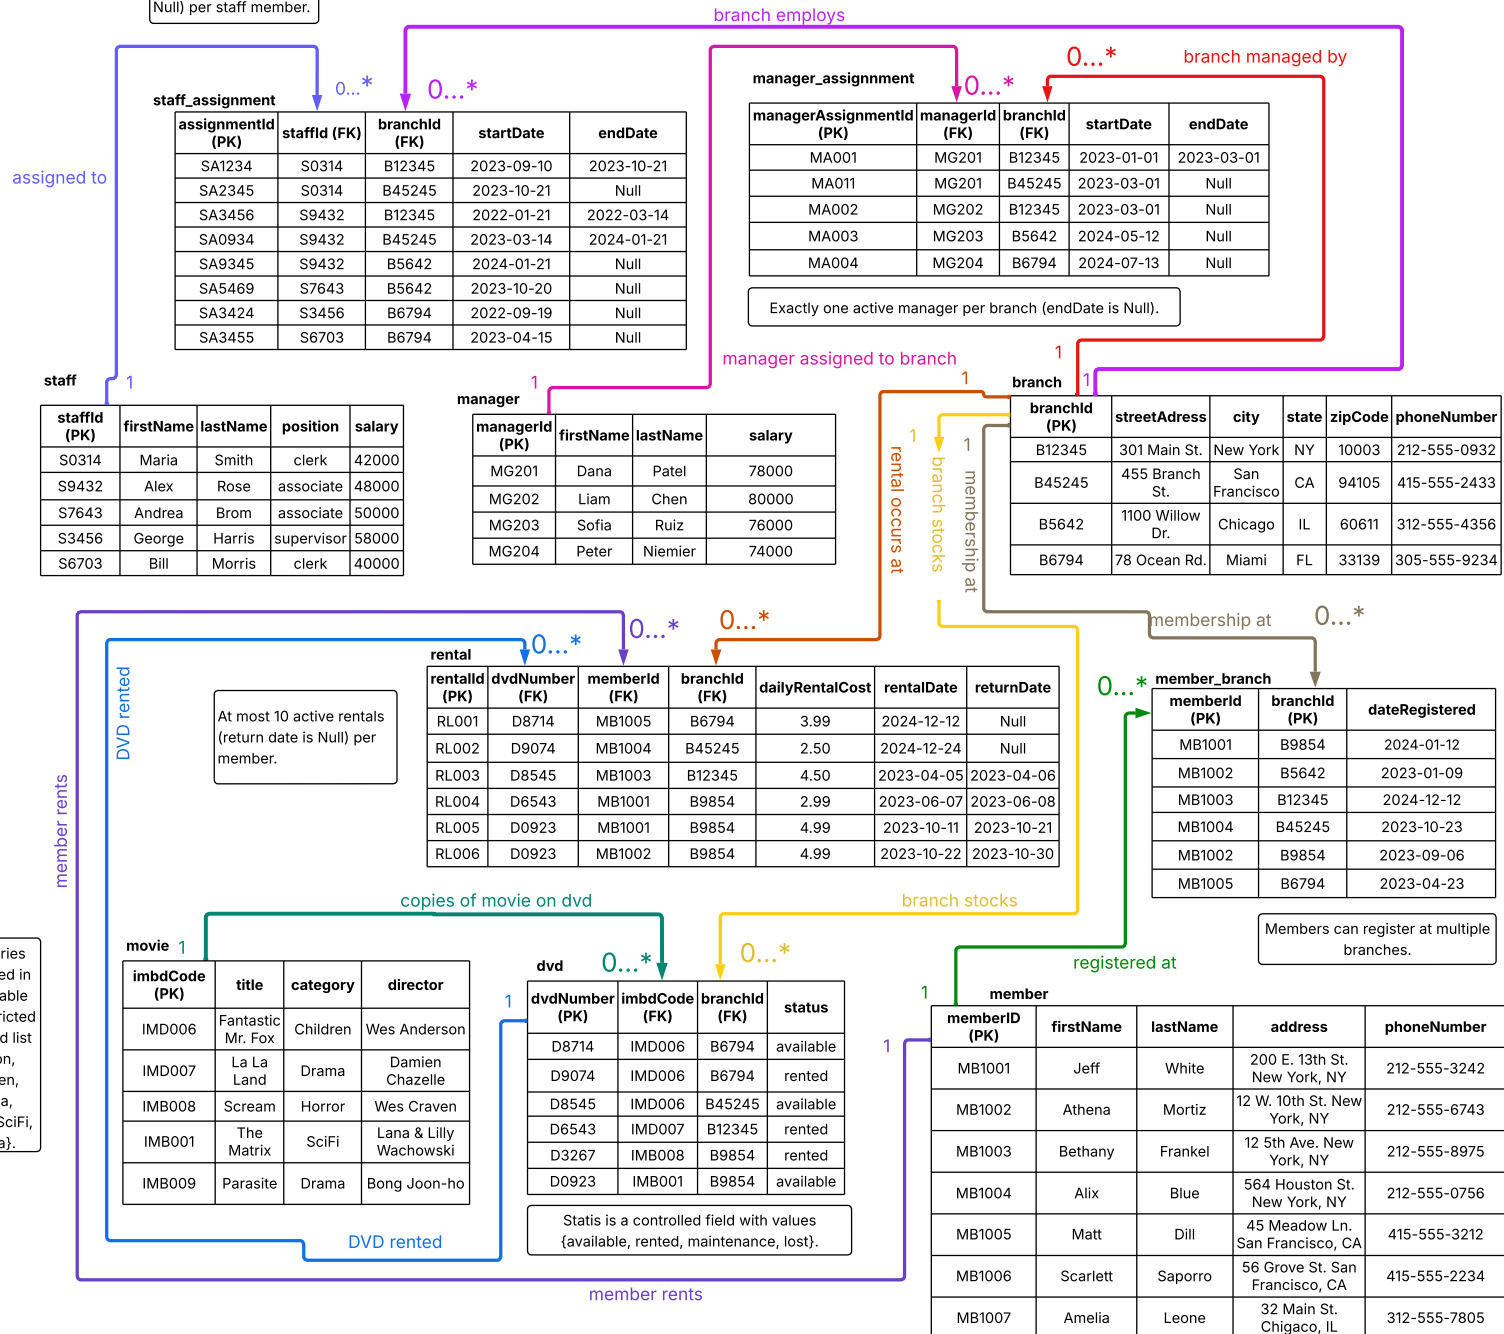 Null) per staff member.
branch employs
0...*
0...*
0...*
0...*
branch managed by
assigned to
staff_assignment
assignmentId (PK) staffId (FK) branchId (FK) startDate endDate
SA1234 S0314 B12345 2023-09-10 2023-10-21
SA2345 S0314 B45245 2023-10-21 Null
SA3456 S9432 B12345 2022-01-21 2022-03-14
SA0934 S9432 B45245 2023-03-14 2024-01-21
SA9345 S9432 B5642 2024-01-21 Null
SA5469 S7643 B5642 2023-10-20 Null
SA3424 S3456 B6794 2022-09-19 Null
SA3455 S6703 B6794 2023-04-15 Null
manager_assignnment
managerAssignmentId (PK) managerId (FK) branchId (FK) startDate endDate
MA001 MG201 B12345 2023-01-01 2023-03-01
MA011 MG201 B45245 2023-03-01 Null
MA002 MG202 B12345 2023-03-01 Null
MA003 MG203 B5642 2024-05-12 Null
MA004 MG204 B6794 2024-07-13 Null
Exactly one active manager per branch (endDate is Null).
manager assigned to branch
1
1
1
1
1
staff
staffId (PK) firstName lastName position salary
S0314 Maria Smith clerk 42000
S9432 Alex Rose associate 48000
S7643 Andrea Brom associate 50000
S3456 George Harris supervisor 58000
S6703 Bill Morris clerk 40000
manager
managerId (PK) firstName lastName salary
MG201 Dana Patel 78000
MG202 Liam Chen 80000
MG203 Sofia Ruiz 76000
MG204 Peter Niemier 74000
branch
branchId (PK) streetAdress city state zipCode phoneNumber
B12345 301 Main St. New York NY 10003 212-555-0932
B45245 455 Branch St. San Francisco CA 94105 415-555-2433
B5642 1100 Willow Dr. Chicago IL 60611 312-555-4356
B6794 78 Ocean Rd. Miami FL 33139 305-555-9234
1
1
rental occurs at
branch stocks
membership at
membership at
0...*
0...*
0...*
0...*
DVD rented
member rents
At most 10 active rentals
(return date is Null) per
member.
rental
rentalId (PK) dvdNumber (FK) memberId (FK) branchId (FK) dailyRentalCost rentalDate returnDate
RL001 D8714 MB1005 B6794 3.99 2024-12-12 Null
RL002 D9074 MB1004 B45245 2.50 2024-12-24 Null
RL003 D8545 MB1003 B12345 4.50 2023-04-05 2023-04-06
RL004 D6543 MB1001 B9854 2.99 2023-06-07 2023-06-08
RL005 D0923 MB1001 B9854 4.99 2023-10-11 2023-10-21
RL006 D0923 MB1002 B9854 4.99 2023-10-22 2023-10-30
0...*
member_branch
memberId (PK) branchId (PK) dateRegistered
MB1001 B9854 2024-01-12
MB1002 B5642 2023-01-09
MB1003 B12345 2024-12-12
MB1004 B45245 2023-10-23
MB1002 B9854 2023-09-06
MB1005 B6794 2023-04-23
Members can register at multiple
branches.
registered at
copies of movie on dvd
branch stocks
0...*
0...*
ries
ed in
able
ricted
d list
on,
en,
a,
SciFi,
a}.
movie 1
imbdCode (PK) title category director
IMD006 Fantastic Mr. Fox Children Wes Anderson
IMD007 La La Land Drama Damien Chazelle
IMB008 Scream Horror Wes Craven
IMB001 The Matrix SciFi Lana & Lilly Wachowski
IMB009 Parasite Drama Bong Joon-ho
1
dvd
dvdNumber (PK) imbdCode (FK) branchId (FK) status
D8714 IMD006 B6794 available
D9074 IMD006 B6794 rented
D8545 IMD006 B45245 available
D6543 IMD007 B12345 rented
D3267 IMB008 B9854 rented
D0923 IMB001 B9854 available
Statis is a controlled field with values
{available, rented, maintenance, lost}.
DVD rented
member rents
1
1
member
memberID (PK) firstName lastName address phoneNumber
MB1001 Jeff White 200 E. 13th St. New York, NY 212-555-3242
MB1002 Athena Mortiz 12 W. 10th St. New York, NY 212-555-6743
MB1003 Bethany Frankel 12 5th Ave. New York, NY 212-555-8975
MB1004 Alix Blue 564 Houston St. New York, NY 212-555-0756
MB1005 Matt Dill 45 Meadow Ln. San Francisco, CA 415-555-3212
MB1006 Scarlett Saporro 56 Grove St. San Francisco, CA 415-555-2234
MB1007 Amelia Leone 32 Main St. Chigaco, IL 312-555-7805